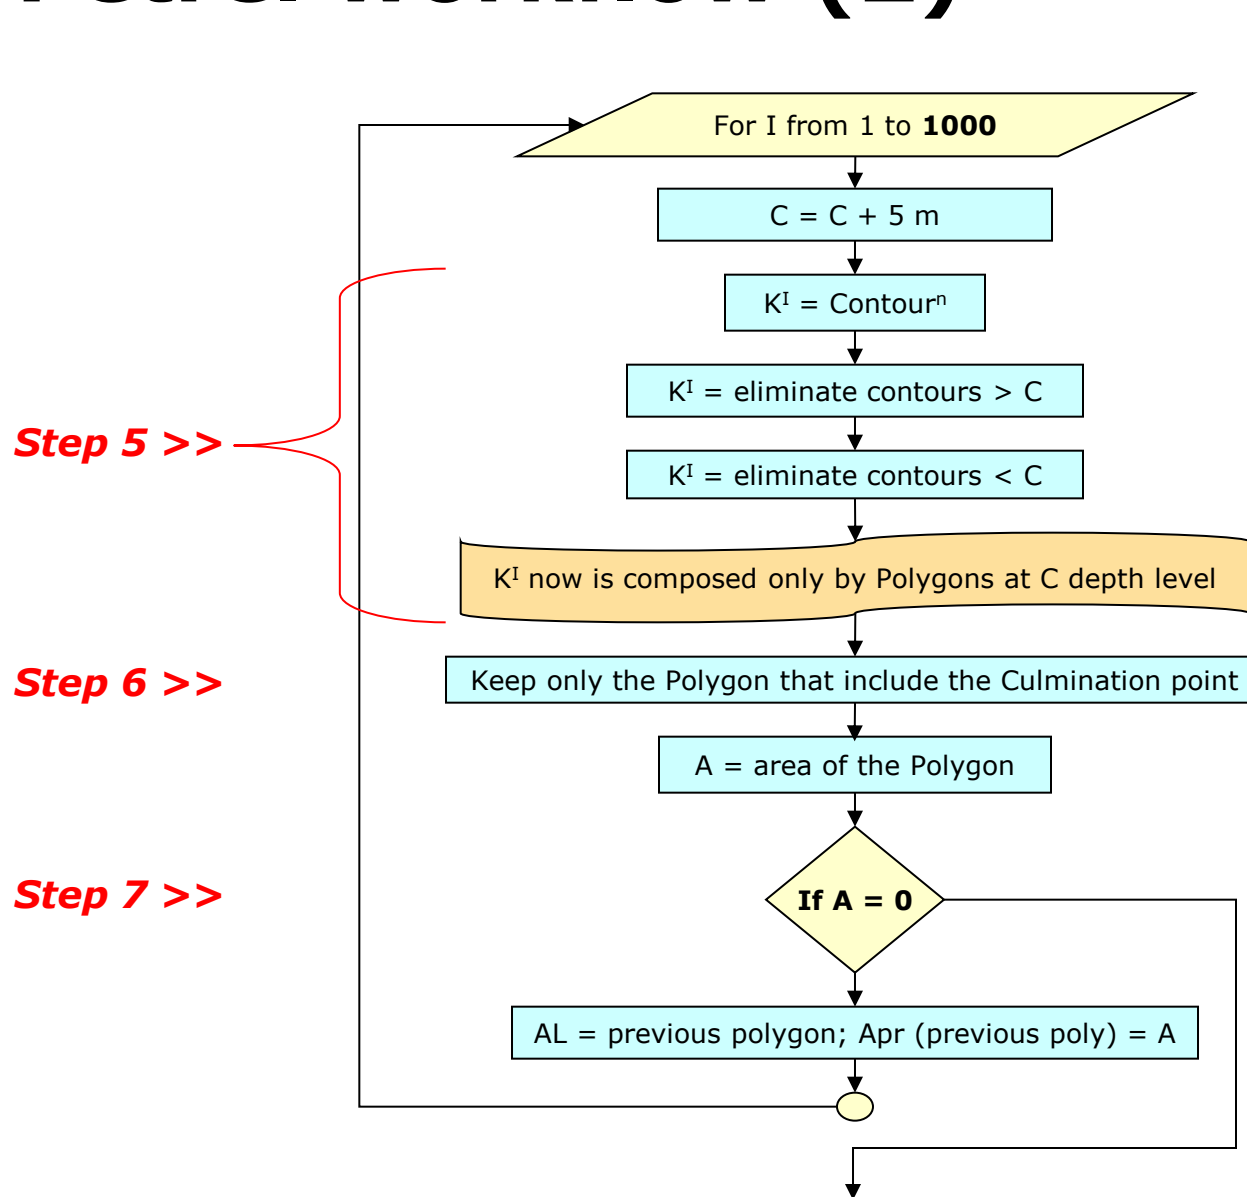 For I from 1 to 1000
C = C + 5 m
Kᴵ = Contourⁿ
Kᴵ = eliminate contours > C
Step 5 >>
Kᴵ = eliminate contours < C
Kᴵ now is composed only by Polygons at C depth level
Step 6 >>
Keep only the Polygon that include the Culmination point
A = area of the Polygon
Step 7 >>
If A = 0
AL = previous polygon; Apr (previous poly) = A